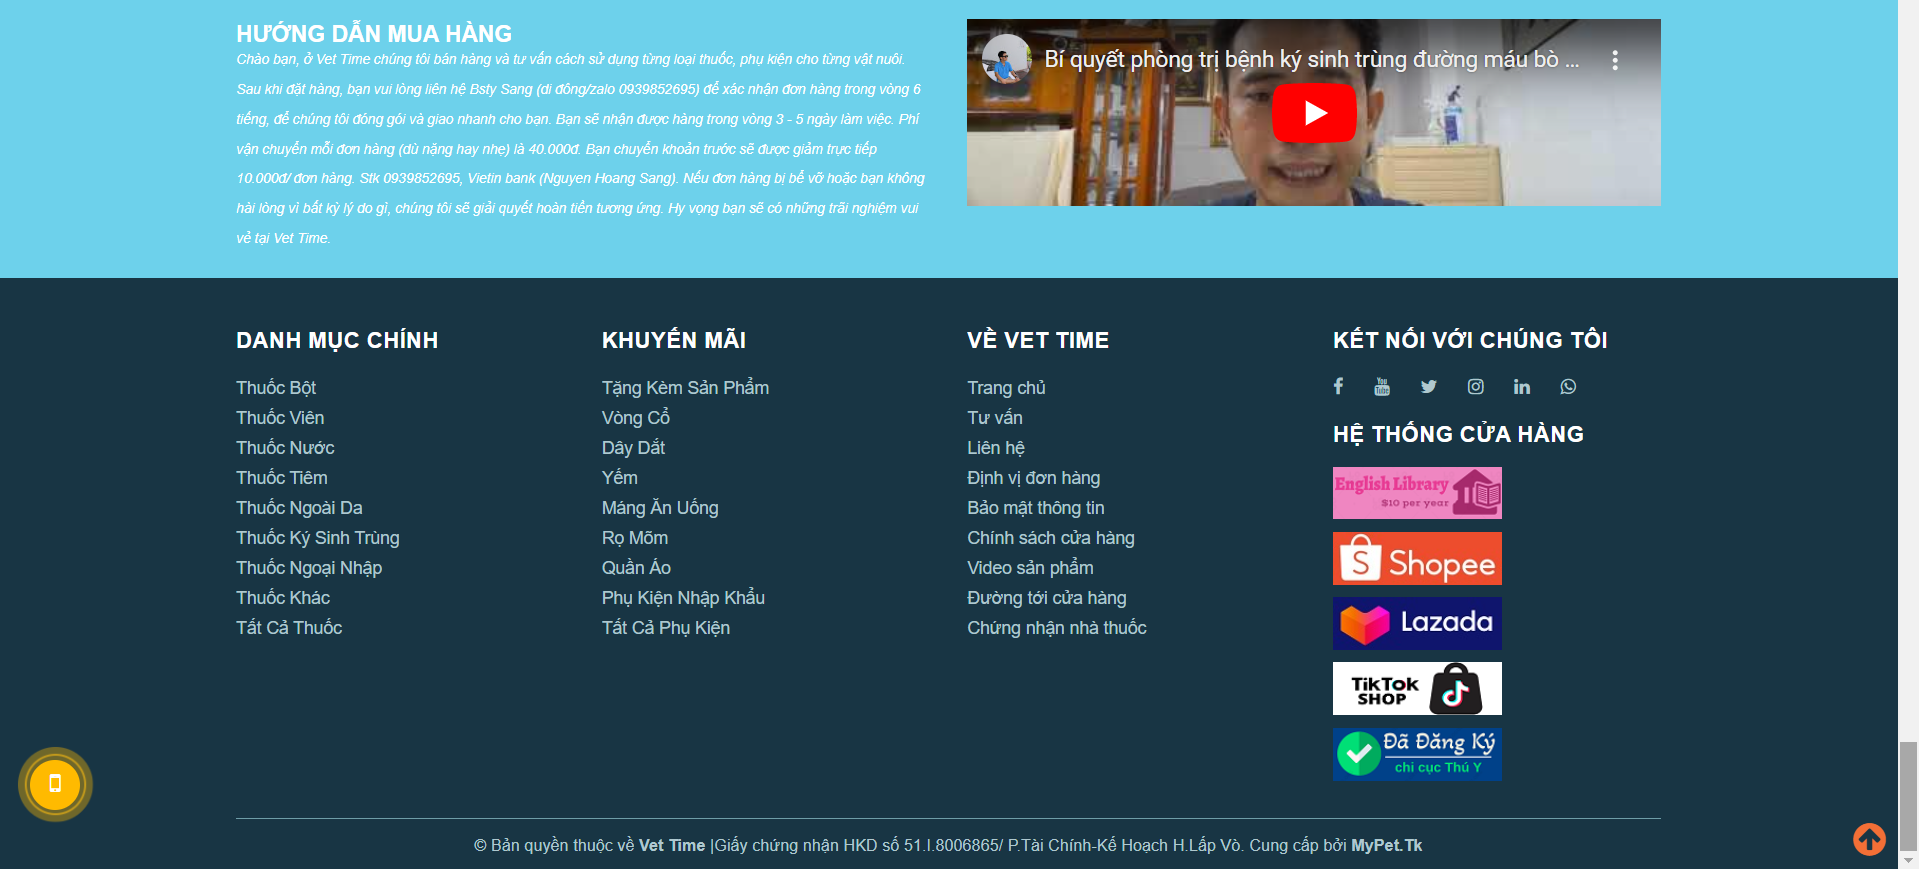 HƯỚNG DẪN MUA HÀNG
Chào bạn, ở Vet Time chúng tôi bán hàng và tư vấn cách sử dụng từng loại thuốc, phụ kiện cho từng vật nuôi.
Sau khi đặt hàng, bạn vui lòng liên hệ Bsty Sang (di đông/zalo 0939852695) để xác nhận đơn hàng trong vòng 6
tiếng, để chúng tôi đóng gói và giao nhanh cho bạn. Bạn sẽ nhận được hàng trong vòng 3 - 5 ngày làm việc. Phí
vận chuyển mỗi đơn hàng (dù nặng hay nhẹ) là 40.000đ. Bạn chuyển khoản trước sẽ được giảm trực tiếp
10.000đ/ đơn hàng. Stk 0939852695, Vietin bank (Nguyen Hoang Sang). Nếu đơn hàng bị bể vỡ hoặc bạn không
hài lòng vì bất kỳ lý do gì, chúng tôi sẽ giải quyết hoàn tiền tương ứng. Hy vọng bạn sẽ có những trãi nghiệm vui
vẻ tại Vet Time.
Bí quyết phòng trị bệnh ký sinh trùng đường máu bò ...
DANH MỤC CHÍNH
Thuốc Bột
Thuốc Viên
Thuốc Nước
Thuốc Tiêm
Thuốc Ngoài Da
Thuốc Ký Sinh Trùng
Thuốc Ngoại Nhập
Thuốc Khác
Tất Cả Thuốc
KHUYẾN MÃI
Tặng Kèm Sản Phẩm
Vòng Cổ
Dây Dắt
Yếm
Máng Ăn Uống
Rọ Mõm
Quần Áo
Phụ Kiện Nhập Khẩu
Tất Cả Phụ Kiện
VỀ VET TIME
Trang chủ
Tư vấn
Liên hệ
Định vị đơn hàng
Bảo mật thông tin
Chính sách cửa hàng
Video sản phẩm
Đường tới cửa hàng
Chứng nhận nhà thuốc
KẾT NỐI VỚI CHÚNG TÔI
HỆ THỐNG CỬA HÀNG
English Library
$10 per year
Shopee
Lazada
TikTok
SHOP
Đã Đăng Ký
chi cục Thú Y
© Bản quyền thuộc về Vet Time |Giấy chứng nhận HKD số 51.I.8006865/ P.Tài Chính-Kế Hoạch H.Lấp Vò. Cung cấp bởi MyPet.Tk